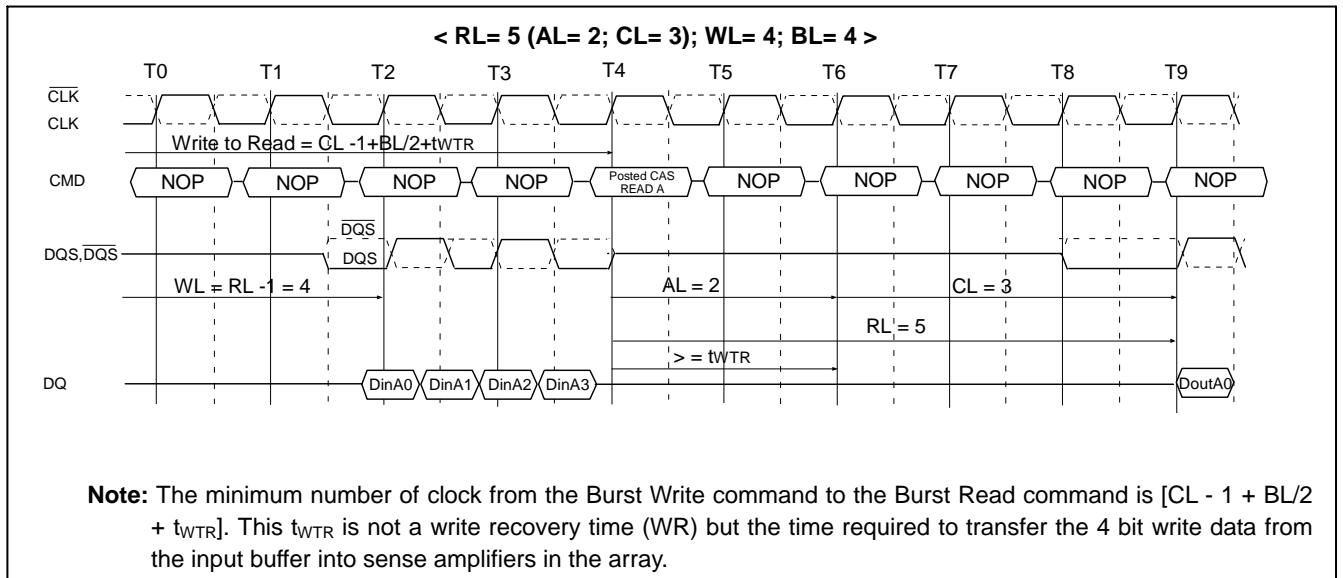 < RL= 5 (AL= 2; CL= 3); WL= 4; BL= 4 >
T0 T1 T2 T3 T4 T5 T6 T7 T8 T9
CLK
CLK
Write to Read = CL -1+BL/2+tWTR
CMD NOP NOP NOP NOP Posted CAS READ A NOP NOP NOP NOP NOP
DQS
DQS,DQS DQS
WL = RL -1 = 4 AL = 2 CL = 3
RL = 5
> = tWTR
DQ DinA0 DinA1 DinA2 DinA3 DoutA0
Note: The minimum number of clock from the Burst Write command to the Burst Read command is [CL - 1 + BL/2
+ tWTR]. This tWTR is not a write recovery time (WR) but the time required to transfer the 4 bit write data from
the input buffer into sense amplifiers in the array.